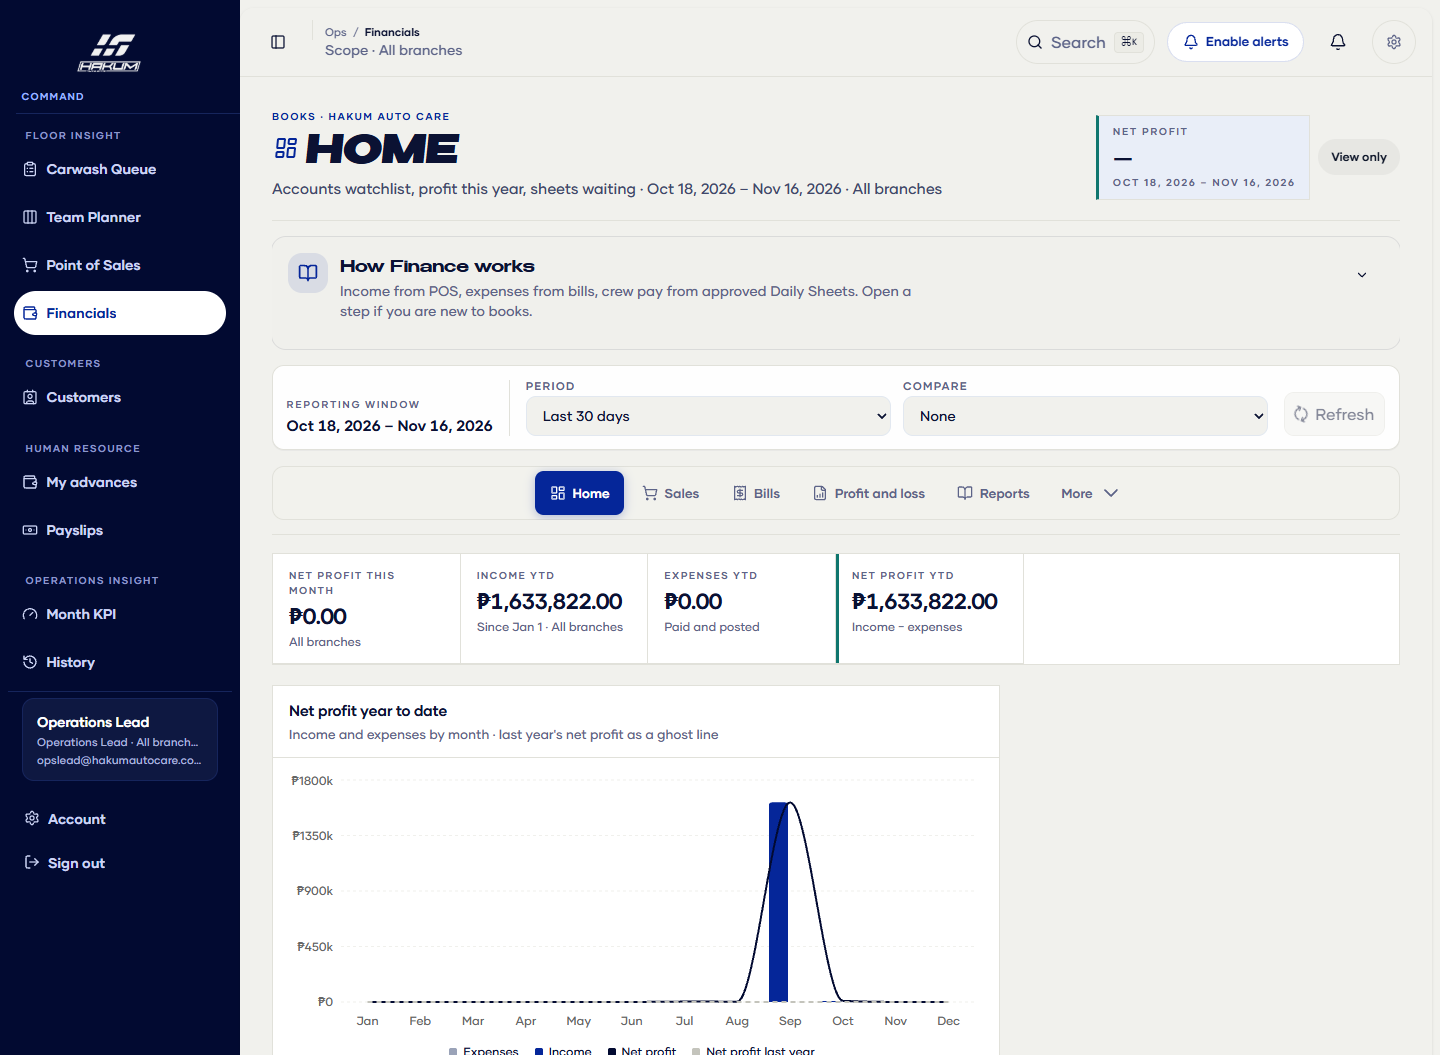 HAKUM
COMMAND
FLOOR INSIGHT
Carwash Queue
Team Planner
Point of Sales
Financials
CUSTOMERS
Customers
HUMAN RESOURCE
My advances
Payslips
OPERATIONS INSIGHT
Month KPI
History
Operations Lead
Operations Lead · All branch...
opslead@hakumautocare.co...
Account
Sign out
Ops / Financials
Scope · All branches
Search ⌘K
Enable alerts
BOOKS · HAKUM AUTO CARE
HOME
Accounts watchlist, profit this year, sheets waiting · Oct 18, 2026 – Nov 16, 2026 · All branches
NET PROFIT
—
OCT 18, 2026 – NOV 16, 2026
View only
How Finance works
Income from POS, expenses from bills, crew pay from approved Daily Sheets. Open a
step if you are new to books.
REPORTING WINDOW
Oct 18, 2026 – Nov 16, 2026
PERIOD
Last 30 days
COMPARE
None
Refresh
Home
Sales
Bills
Profit and loss
Reports
More
NET PROFIT THIS
MONTH
₱0.00
All branches
INCOME YTD
₱1,633,822.00
Since Jan 1 · All branches
EXPENSES YTD
₱0.00
Paid and posted
NET PROFIT YTD
₱1,633,822.00
Income − expenses
Net profit year to date
Income and expenses by month · last year's net profit as a ghost line
₱1800k
₱1350k
₱900k
₱450k
₱0
Jan Feb Mar Apr May Jun Jul Aug Sep Oct Nov Dec
Expenses Income Net profit Net profit last year